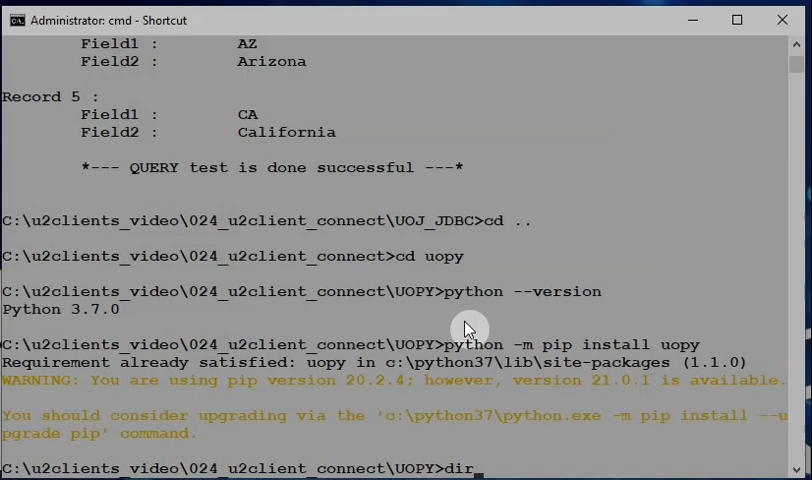 Administrator: cmd - Shortcut
Field1 : AZ
Field2 : Arizona
Record 5 :
Field1 : CA
Field2 : California
*--- QUERY test is done successful ---*
C:\u2clients_video\024_u2client_connect\UOJ_JDBC>cd ..
C:\u2clients_video\024_u2client_connect>cd uopy
C:\u2clients_video\024_u2client_connect\UOPY>python --version
Python 3.7.0
C:\u2clients_video\024_u2client_connect\UOPY>python -m pip install uopy
Requirement already satisfied: uopy in c:\python37\lib\site-packages (1.1.0)
WARNING: You are using pip version 20.2.4; however, version 21.0.1 is available.
You should consider upgrading via the 'c:\python37\python.exe -m pip install --u
pgrade pip' command.
C:\u2clients_video\024_u2client_connect\UOPY>dir